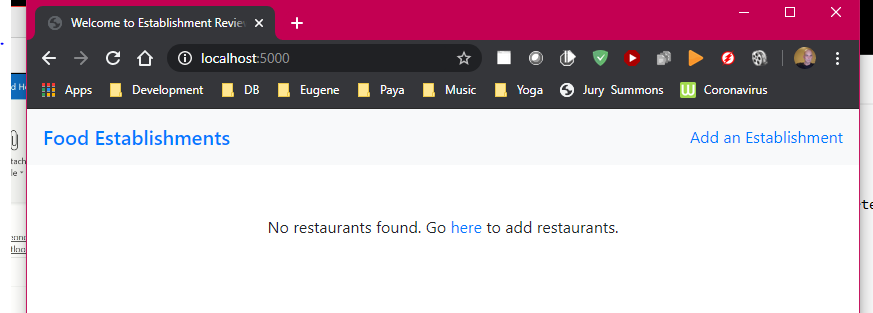 Welcome to Establishment Review
localhost:5000
Apps Development DB Eugene Paya Music Yoga Jury Summons Coronavirus
Food Establishments Add an Establishment
No restaurants found. Go here to add restaurants.